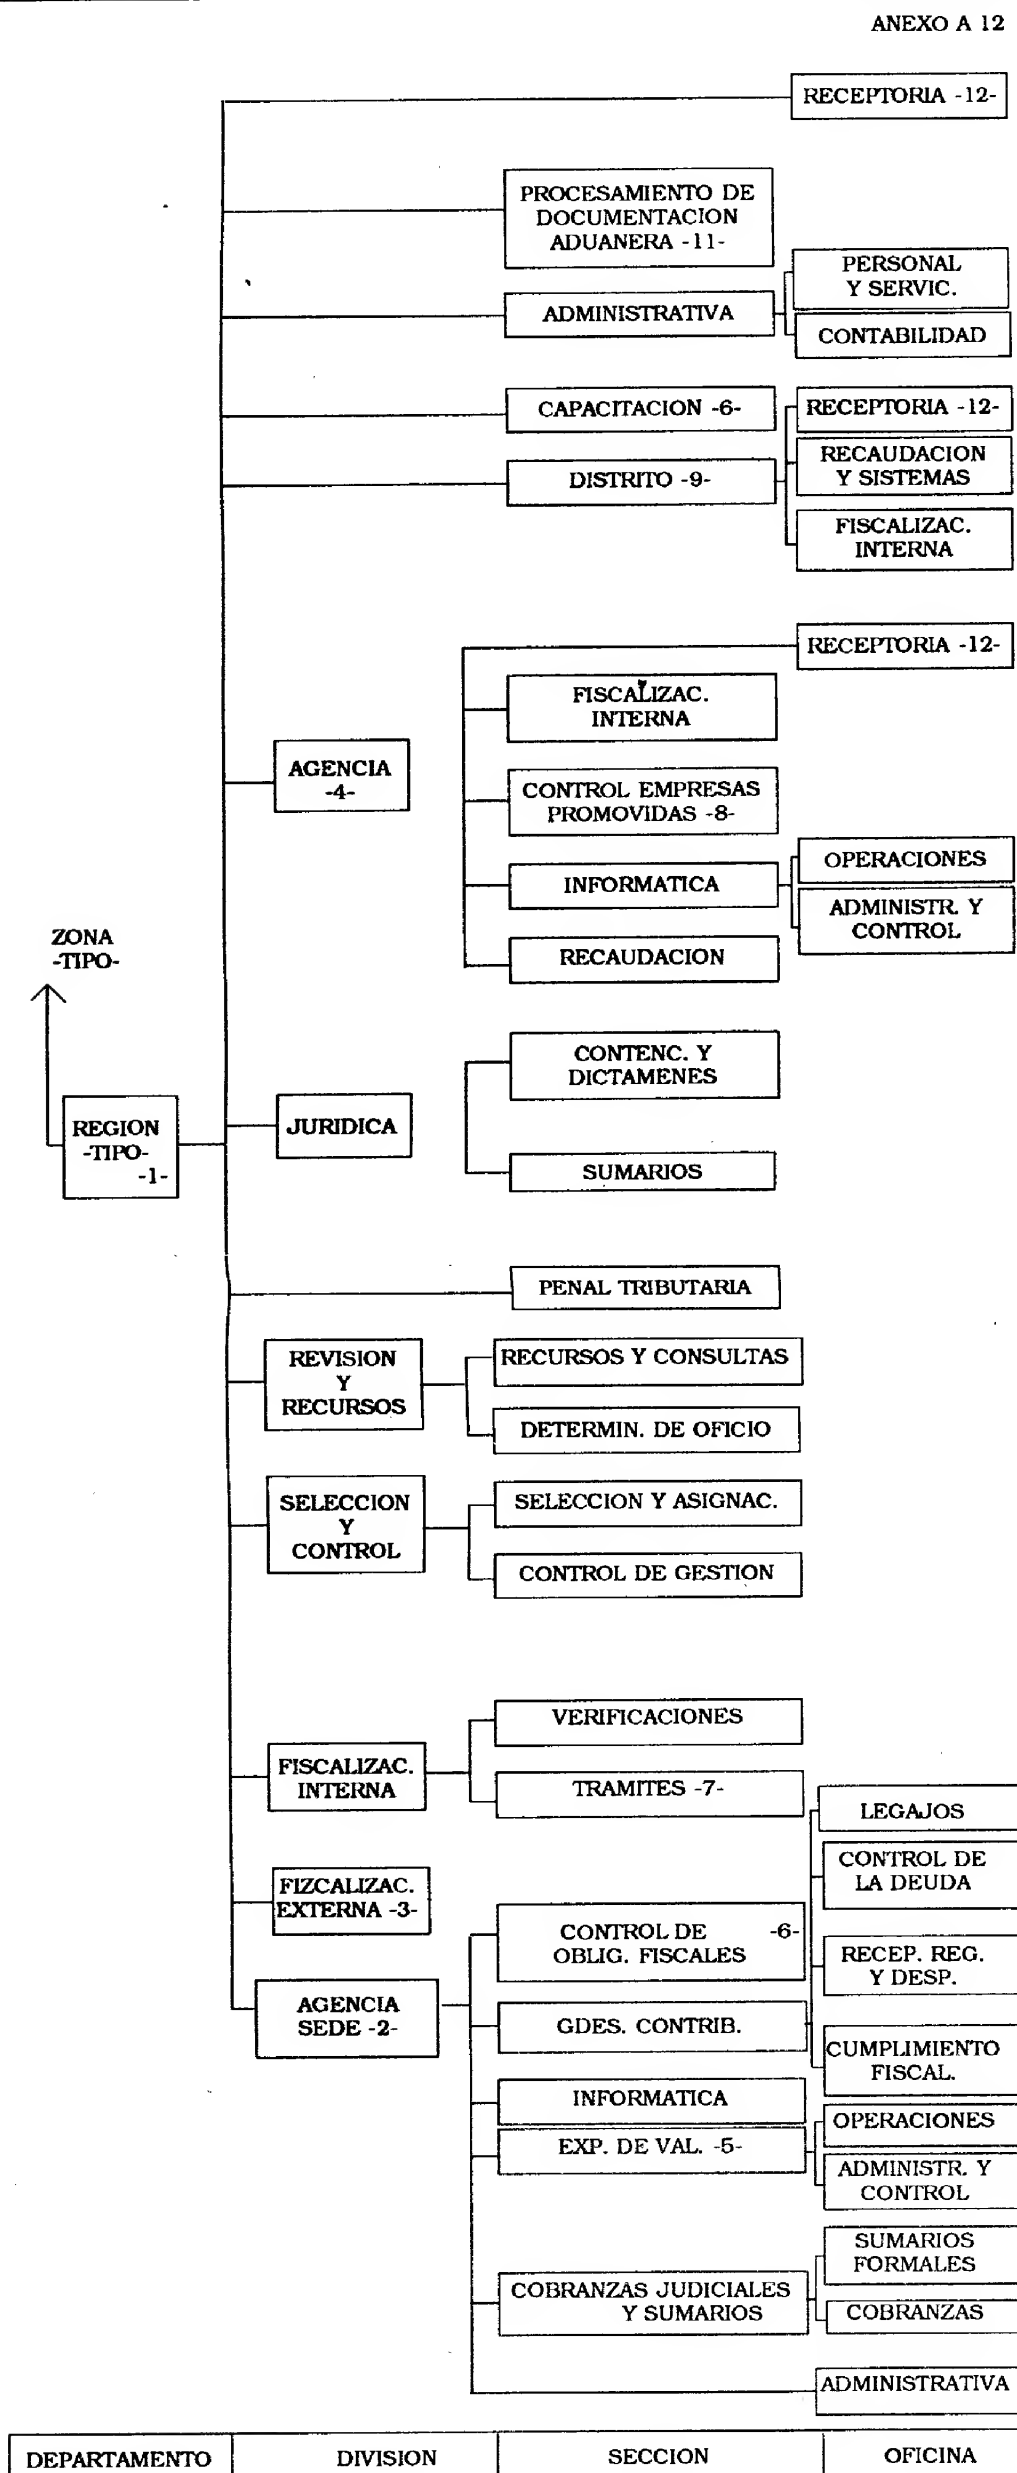 ANEXO A 12
RECEPTORIA -12-
PROCESAMIENTO DE
DOCUMENTACION
ADUANERA -11-
PERSONAL
Y SERVIC.
ADMINISTRATIVA
CONTABILIDAD
CAPACITACION -6-
RECEPTORIA -12-
RECAUDACION
Y SISTEMAS
DISTRITO -9-
FISCALIZAC.
INTERNA
RECEPTORIA -12-
FISCALIZAC.
INTERNA
AGENCIA
-4-
CONTROL EMPRESAS
PROMOVIDAS -8-
OPERACIONES
INFORMATICA
ADMINISTR. Y
CONTROL
ZONA
-TIPO-
RECAUDACION
CONTENC. Y
DICTAMENES
REGION
-TIPO-
-1-
JURIDICA
SUMARIOS
PENAL TRIBUTARIA
REVISION
Y
RECURSOS
RECURSOS Y CONSULTAS
DETERMIN. DE OFICIO
SELECCION
Y
CONTROL
SELECCION Y ASIGNAC.
CONTROL DE GESTION
VERIFICACIONES
FISCALIZAC.
INTERNA
TRAMITES -7-
LEGAJOS
CONTROL DE
LA DEUDA
FIZCALIZAC.
EXTERNA -3-
CONTROL DE -6-
OBLIG. FISCALES
RECEP. REG.
Y DESP.
AGENCIA
SEDE -2-
GDES. CONTRIB.
CUMPLIMIENTO
FISCAL.
INFORMATICA
OPERACIONES
EXP. DE VAL. -5-
ADMINISTR. Y
CONTROL
SUMARIOS
FORMALES
COBRANZAS JUDICIALES
Y SUMARIOS
COBRANZAS
ADMINISTRATIVA
DEPARTAMENTO DIVISION SECCION OFICINA